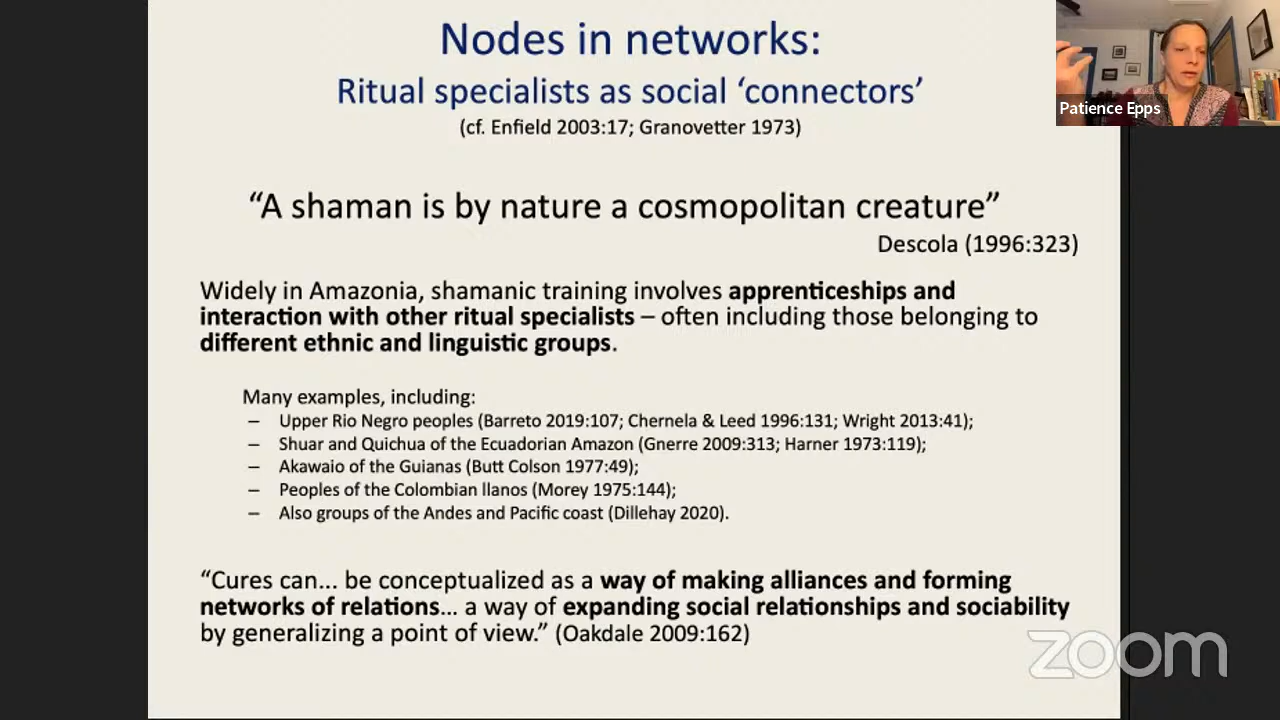 Nodes in networks:
Ritual specialists as social ‘connectors’
(cf. Enfield 2003:17; Granovetter 1973)
“A shaman is by nature a cosmopolitan creature”
Descola (1996:323)
Widely in Amazonia, shamanic training involves apprenticeships and
interaction with other ritual specialists – often including those belonging to
different ethnic and linguistic groups.
Many examples, including:
– Upper Rio Negro peoples (Barreto 2019:107; Chernela & Leed 1996:131; Wright 2013:41);
– Shuar and Quichua of the Ecuadorian Amazon (Gnerre 2009:313; Harner 1973:119);
– Akawaio of the Guianas (Butt Colson 1977:49);
– Peoples of the Colombian llanos (Morey 1975:144);
– Also groups of the Andes and Pacific coast (Dillehay 2020).
“Cures can... be conceptualized as a way of making alliances and forming
networks of relations... a way of expanding social relationships and sociability
by generalizing a point of view.” (Oakdale 2009:162)
Patience Epps
zoom